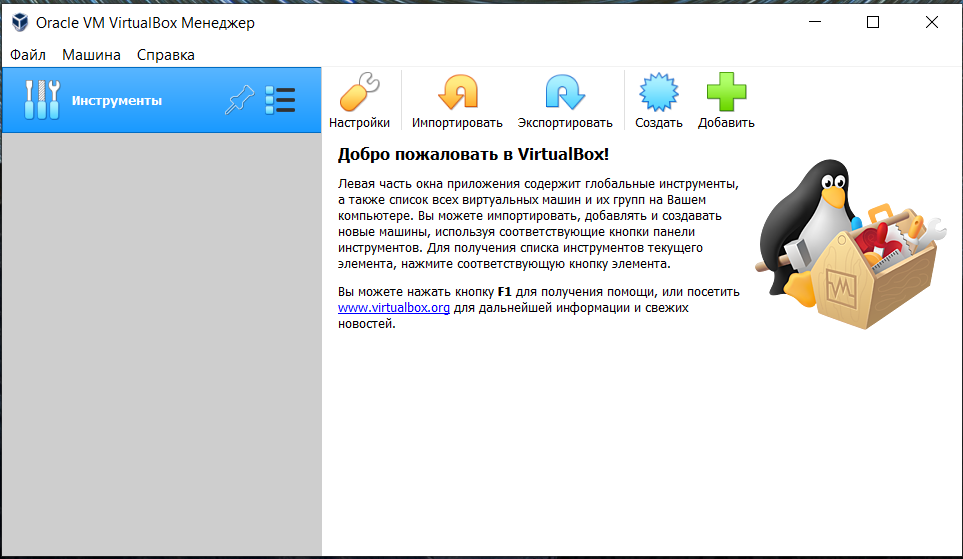 Oracle VM VirtualBox Менеджер
Файл Машина Справка
Инструменты
Настройки Импортировать Экспортировать Создать Добавить
Добро пожаловать в VirtualBox!
Левая часть окна приложения содержит глобальные инструменты,
а также список всех виртуальных машин и их групп на Вашем
компьютере. Вы можете импортировать, добавлять и создавать
новые машины, используя соответствующие кнопки панели
инструментов. Для получения списка инструментов текущего
элемента, нажмите соответствующую кнопку элемента.
Вы можете нажать кнопку F1 для получения помощи, или посетить
www.virtualbox.org для дальнейшей информации и свежих
новостей.